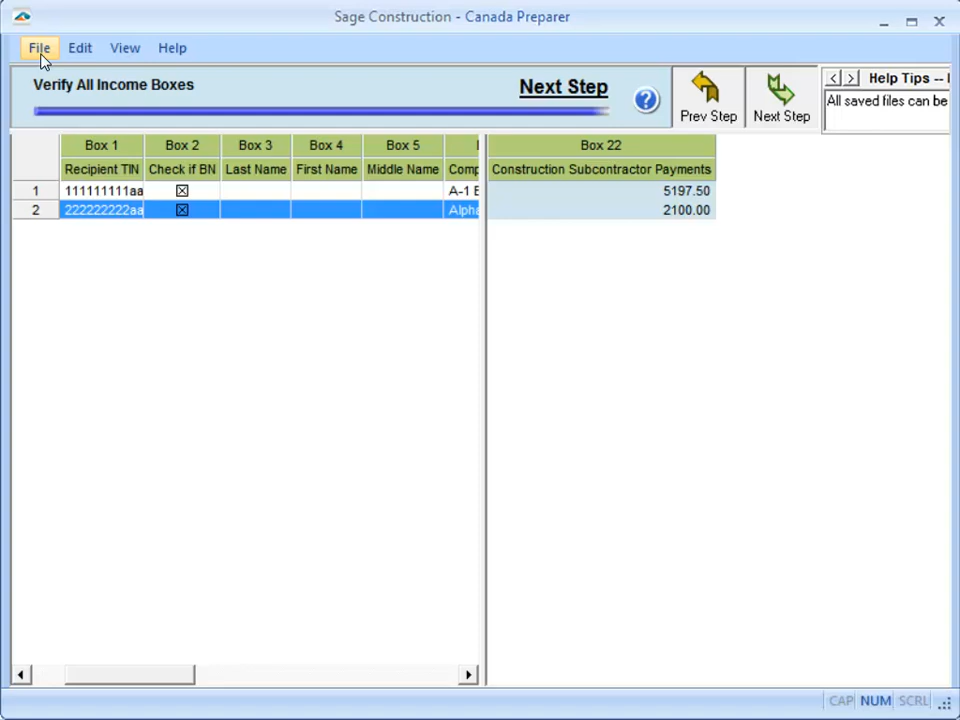 Sage Construction - Canada Preparer
File Edit View Help
Verify All Income Boxes
Next Step
Prev Step
Next Step
Help Tips --
All saved files can be
Box 1 Box 2 Box 3 Box 4 Box 5 Box 22
Recipient TIN Check if BN Last Name First Name Middle Name Comp Construction Subcontractor Payments
1 111111111aa A-1 E 5197.50
2 222222222aa Alpha 2100.00
CAP NUM SCRL